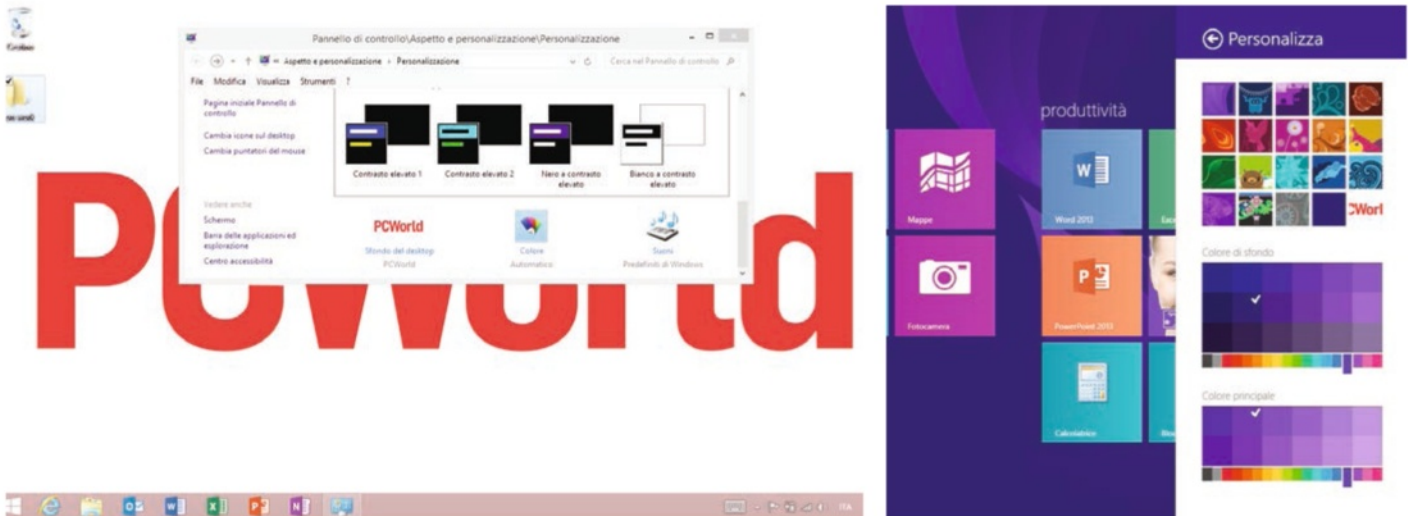 Cestino
Pannello di controllo\Aspetto e personalizzazione\Personalizzazione
Aspetto e personalizzazione
Personalizzazione
Cerca nel Pannello di controllo
File Modifica Visualizza Strumenti ?
Pagina iniziale Pannello di
controllo
Cambia icone sul desktop
Cambia puntatori del mouse
Contrasto elevato 1
Contrasto elevato 2
Nero a contrasto
elevato
Bianco a contrasto
elevato
Vedere anche
Schermo
Barra delle applicazioni ed
esplorazione
Centro accessibilità
PCWorld
Sfondo del desktop
PCWorld
Colore
Automatico
Suoni
Predefiniti di Windows
PCWorld
ITA
produttività
Mappe
Word 2013
Fotocamera
PowerPoint 2013
Calcolatrice
Personalizza
CWorl
Colore di sfondo
Colore principale